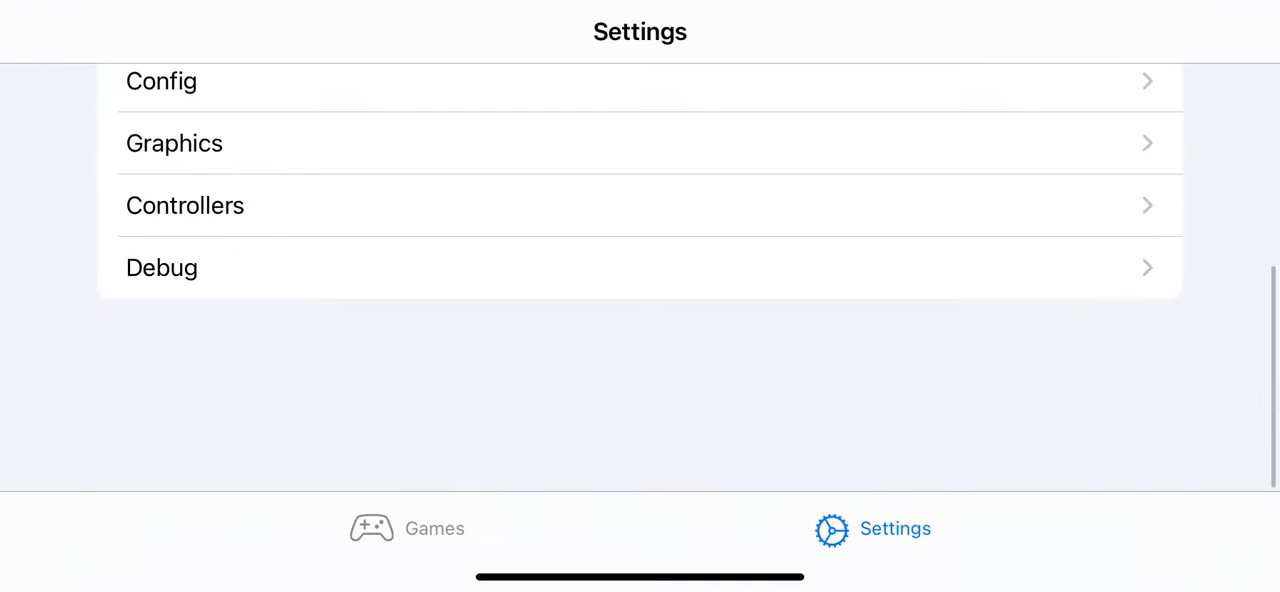 Settings
Config
Graphics
Controllers
Debug
Games
Settings